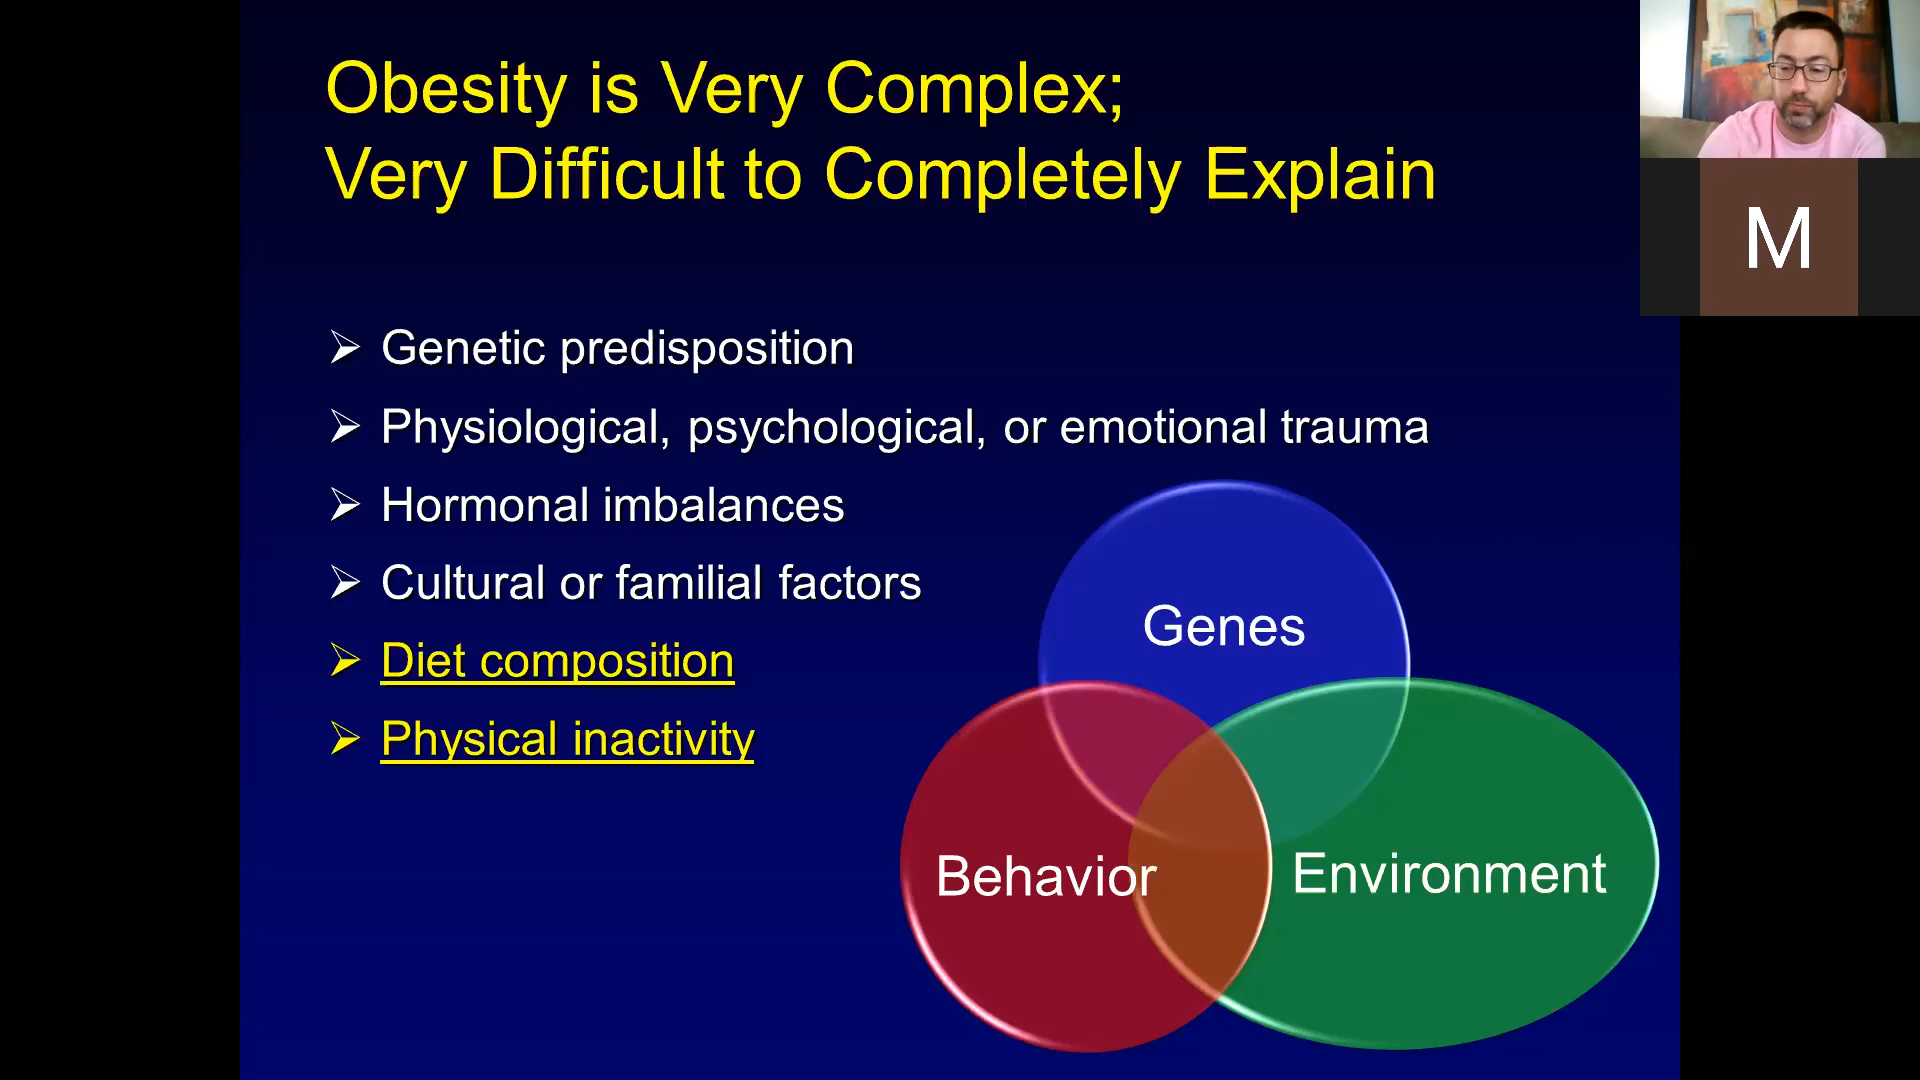 Obesity is Very Complex;
Very Difficult to Completely Explain
M
Genetic predisposition
Physiological, psychological, or emotional trauma
Hormonal imbalances
Cultural or familial factors
Diet composition
Physical inactivity
Genes
Behavior
Environment